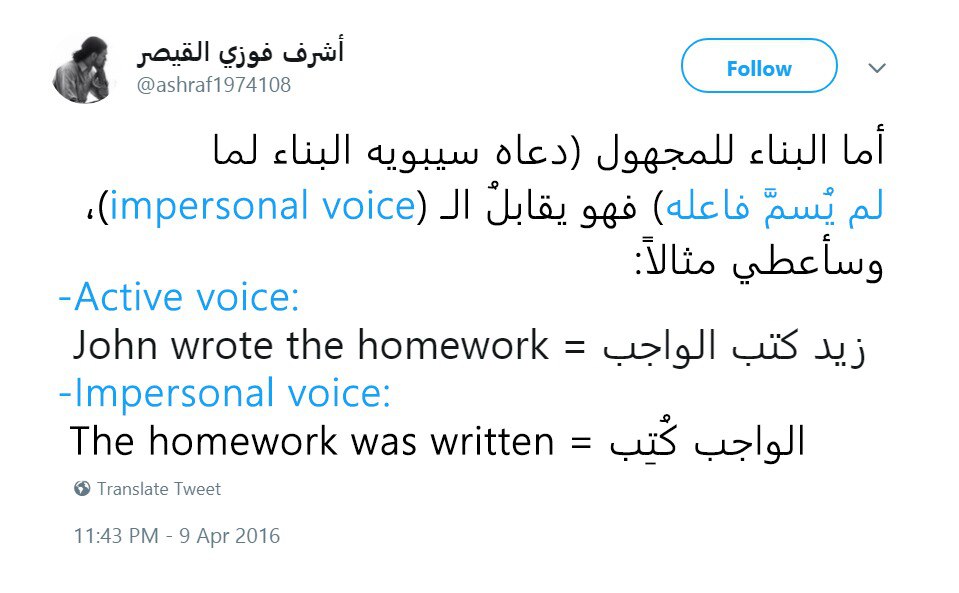 أشرف فوزي القيصر
@ashraf1974108
Follow
أما البناء للمجهول (دعاه سيبويه البناء لما
لم يُسمَّ فاعله) فهو يقابلُ الـ (impersonal voice)،
وسأعطي مثالاً:
-Active voice:
John wrote the homework = زيد كتب الواجب
-Impersonal voice:
The homework was written = الواجب كُتِب
Translate Tweet
11:43 PM - 9 Apr 2016